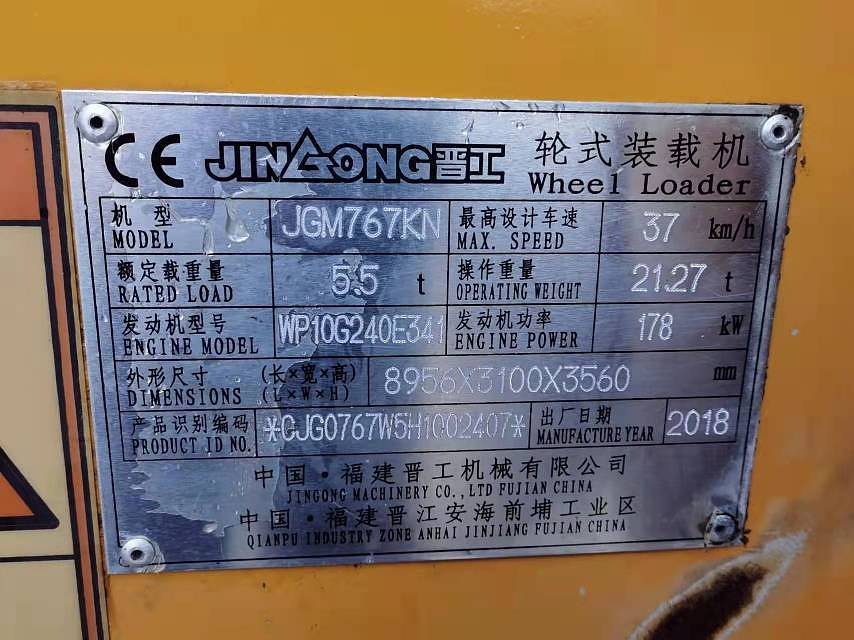 CE JINGONG晋工 轮式装载机
Wheel Loader
机 型 JGM767KN 最高设计车速 37 km/h
MODEL MAX. SPEED
额定载重量 5.5 t 操作重量 21.27 t
RATED LOAD OPERATING WEIGHT
发动机型号 WP10G240E341 发动机功率 178 kW
ENGINE MODEL ENGINE POWER
外形尺寸 (长×宽×高) 8956X3100X3560 mm
DIMENSIONS (L×W×H)
产品识别编码 *CJG0767W5H1002407* 出厂日期 2018
PRODUCT ID NO. MANUFACTURE YEAR
中国·福建晋工机械有限公司
JINGONG MACHINERY CO., LTD FUJIAN CHINA
中国·福建晋江安海前埔工业区
QIANPU INDUSTRY ZONE ANHAI JINJIANG FUJIAN CHINA